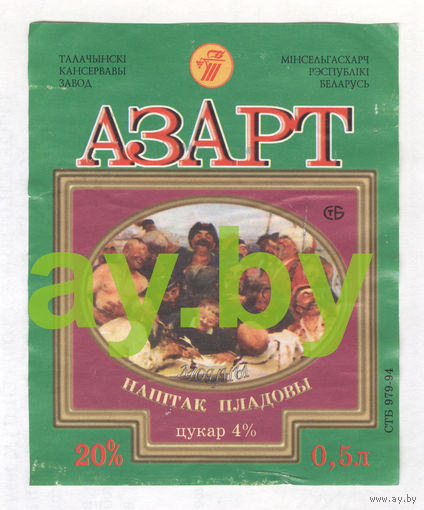 ТАЛАЧЫНСКІ
КАНСЕРВАВЫ
ЗАВОД
МІНСЕЛЬГАСХАРЧ
РЭСПУБЛІКІ
БЕЛАРУСЬ
АЗАРТ
СТБ
ay.by
НАПІТАК ПЛАДОВЫ
цукар 4%
20%
0,5л
СТБ 979-94
www.ay.by